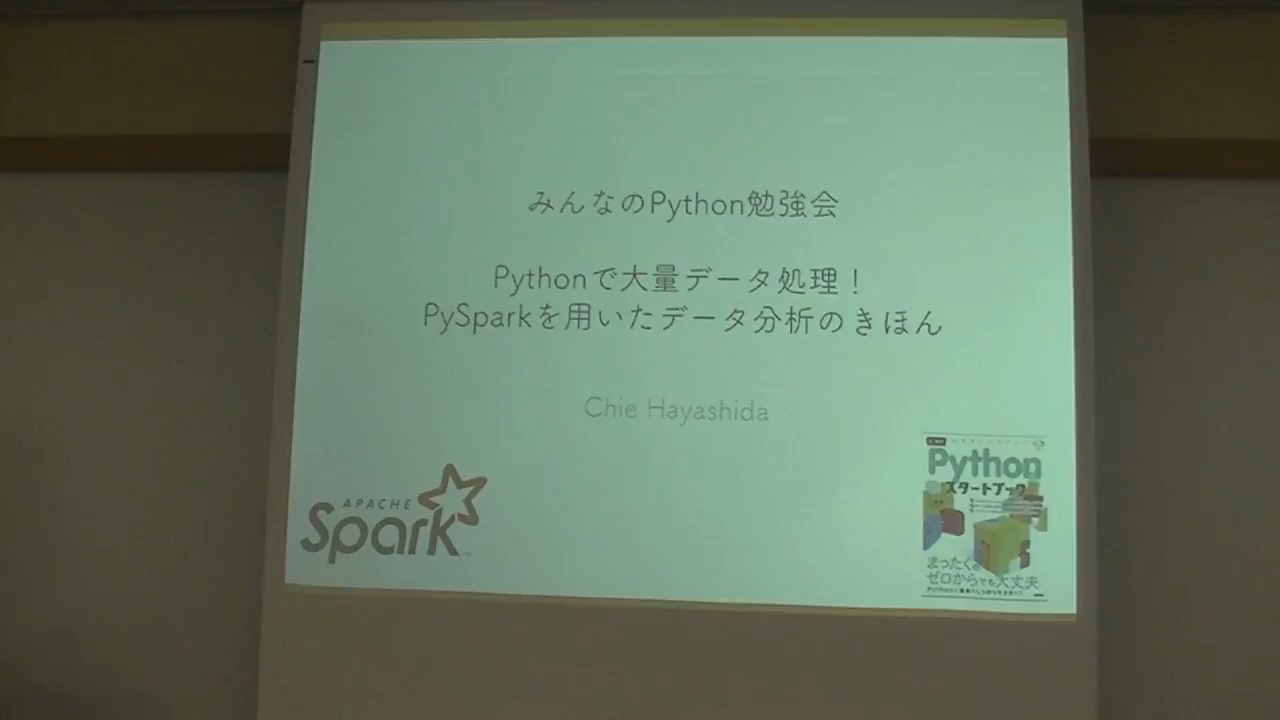 みんなのPython勉強会
Pythonで大量データ処理！
PySparkを用いたデータ分析のきほん
Chie Hayashida
APACHE
Spark
Python
スタートブック
まったくの
ゼロからでも大丈夫